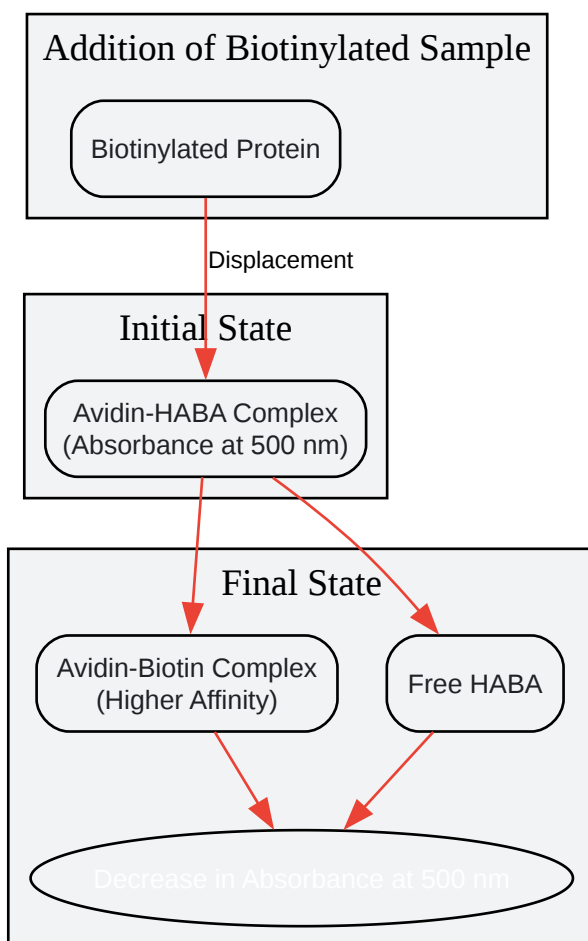 Addition of Biotinylated Sample
Biotinylated Protein
Displacement
Initial State
Avidin-HABA Complex
(Absorbance at 500 nm)
Final State
Avidin-Biotin Complex
(Higher Affinity)
Free HABA
Decrease in Absorbance at 500 nm